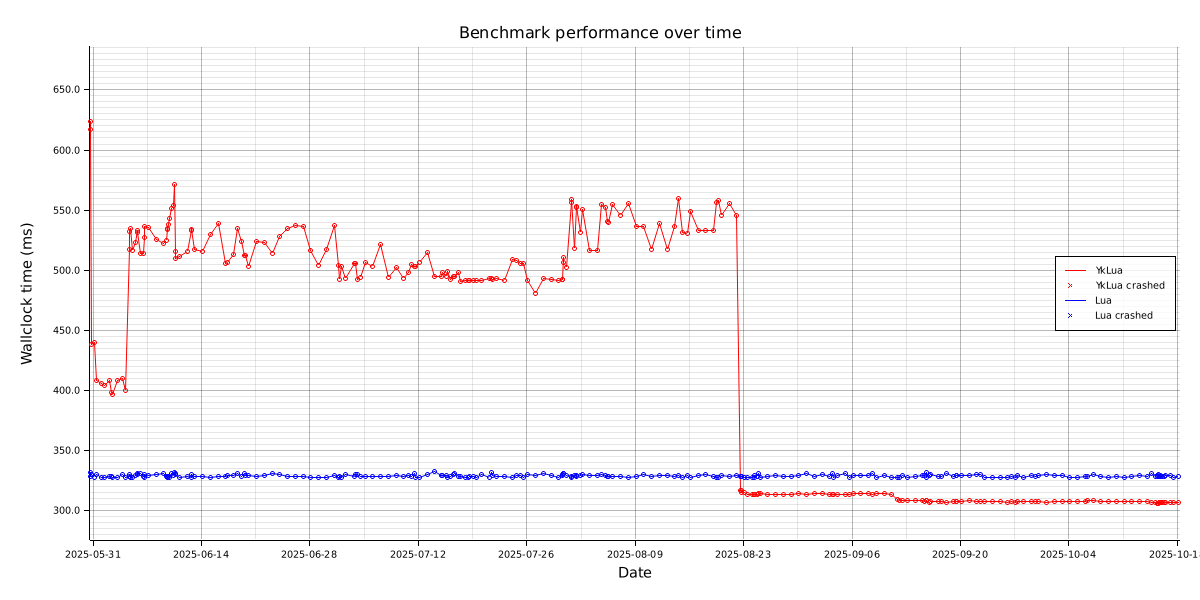 Benchmark performance over time
Wallclock time (ms)
650.0
600.0
550.0
500.0
450.0
400.0
350.0
300.0
YkLua
YkLua crashed
Lua
Lua crashed
2025-05-31 2025-06-14 2025-06-28 2025-07-12 2025-07-26 2025-08-09 2025-08-23 2025-09-06 2025-09-20 2025-10-04 2025-10-1
Date